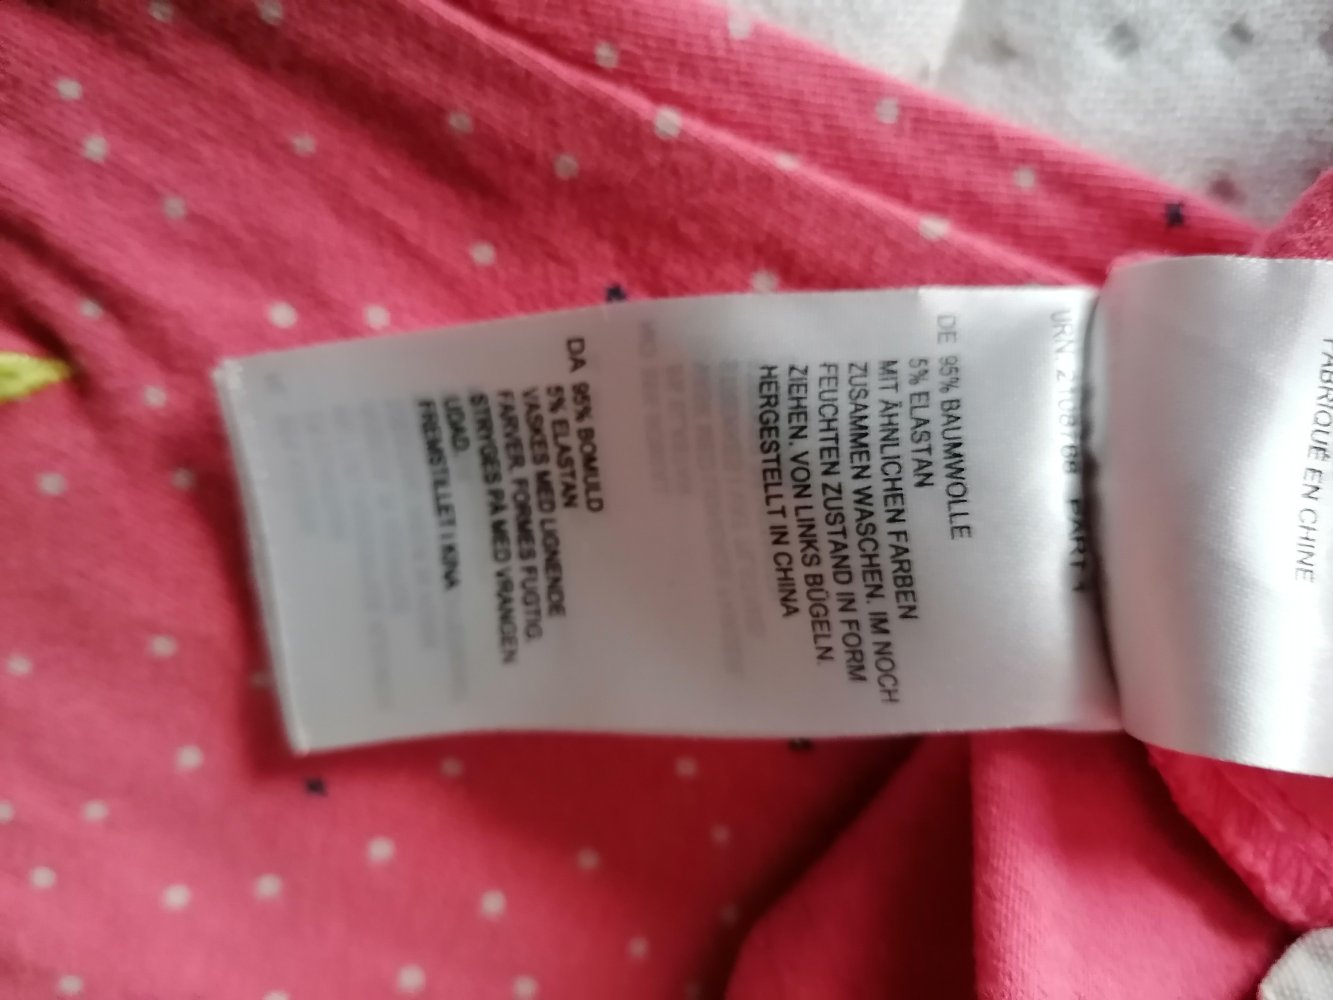 FABRIQUÉ EN CHINE
DE 95% BAUMWOLLE
5% ELASTAN
MIT ÄHNLICHEN FARBEN
ZUSAMMEN WASCHEN. IM NOCH
FEUCHTEN ZUSTAND IN FORM
ZIEHEN. VON LINKS BÜGELN.
HERGESTELLT IN CHINA
DA 95% BOMULD
5% ELASTAN
VASKES MED LIGNENDE
FARVER, FORMES FUGTIG.
STRYGES PÅ MED VRANGEN
UDAD.
FREMSTILLET I KINA